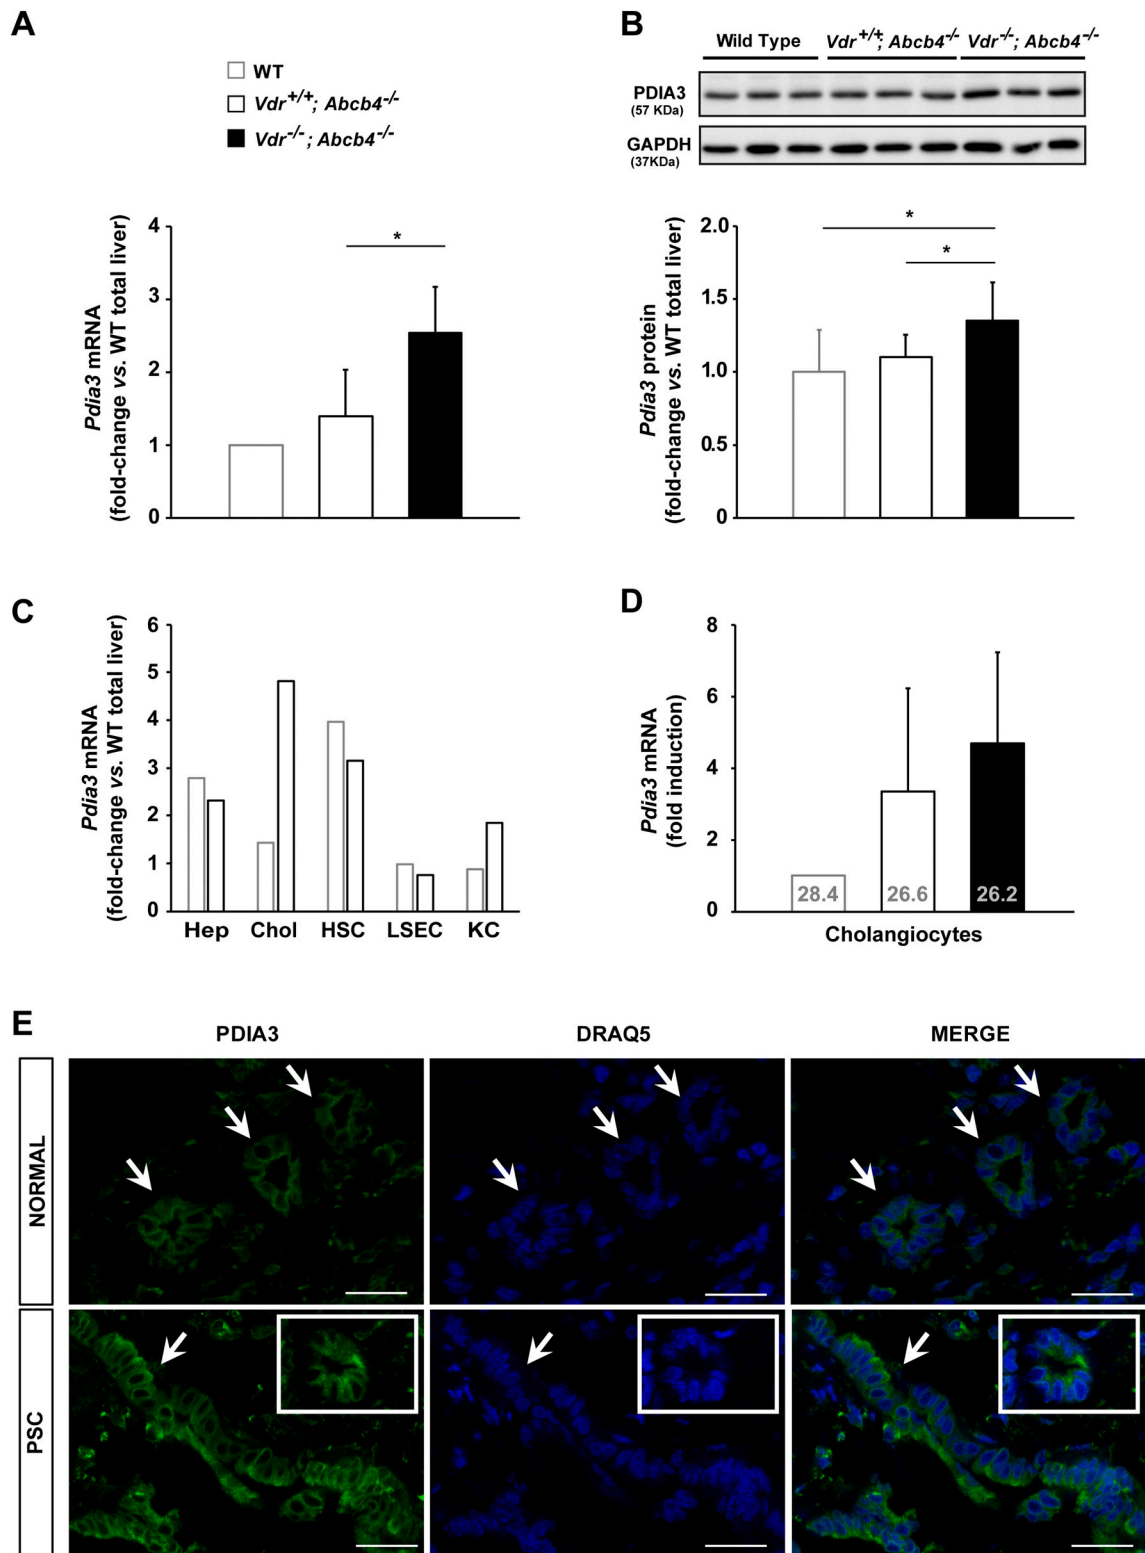 A
WT
Vdr+/+; Abcb4-/-
Vdr-/-; Abcb4-/-
Pdia3 mRNA
(fold-change vs. WT total liver)
4
3
2
1
0
*
B
Wild Type Vdr+/+; Abcb4-/- Vdr-/-; Abcb4-/-
PDIA3
(57 KDa)
GAPDH
(37KDa)
Pdia3 protein
(fold-change vs. WT total liver)
2.0
1.5
1.0
0.5
0
*
*
C
Pdia3 mRNA
(fold-change vs. WT total liver)
6
5
4
3
2
1
0
Hep Chol HSC LSEC KC
D
Pdia3 mRNA
(fold induction)
8
6
4
2
0
28.4 26.6 26.2
Cholangiocytes
E
PDIA3 DRAQ5 MERGE
NORMAL
PSC